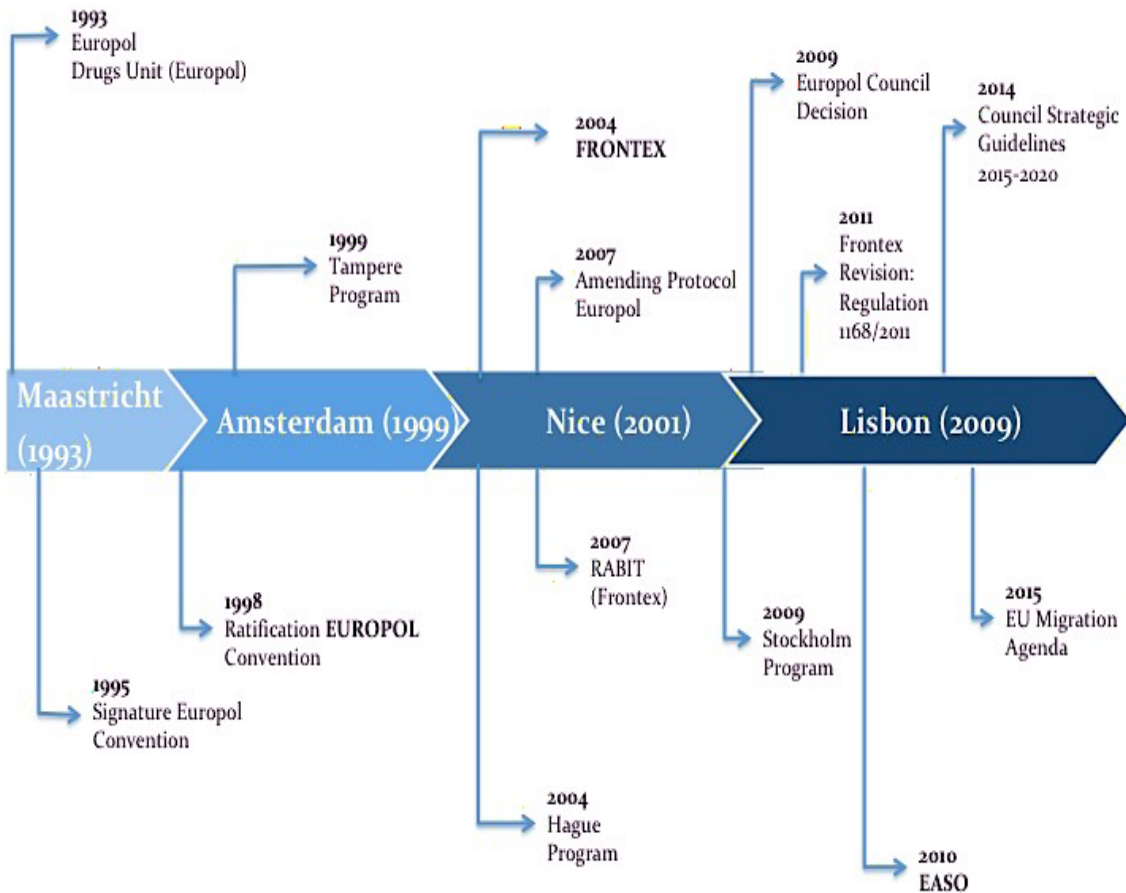 1993
Europol
Drugs Unit (Europol)
2009
Europol Council
Decision
2014
Council Strategic
Guidelines
2015-2020
2004
FRONTEX
1999
Tampere
Program
2007
Amending Protocol
Europol
2011
Frontex
Revision:
Regulation
1168/2011
Maastricht
(1993)
Amsterdam (1999)
Nice (2001)
Lisbon (2009)
1998
Ratification EUROPOL
Convention
1995
Signature Europol
Convention
2007
RABIT
(Frontex)
2009
Stockholm
Program
2015
EU Migration
Agenda
2004
Hague
Program
2010
EASO